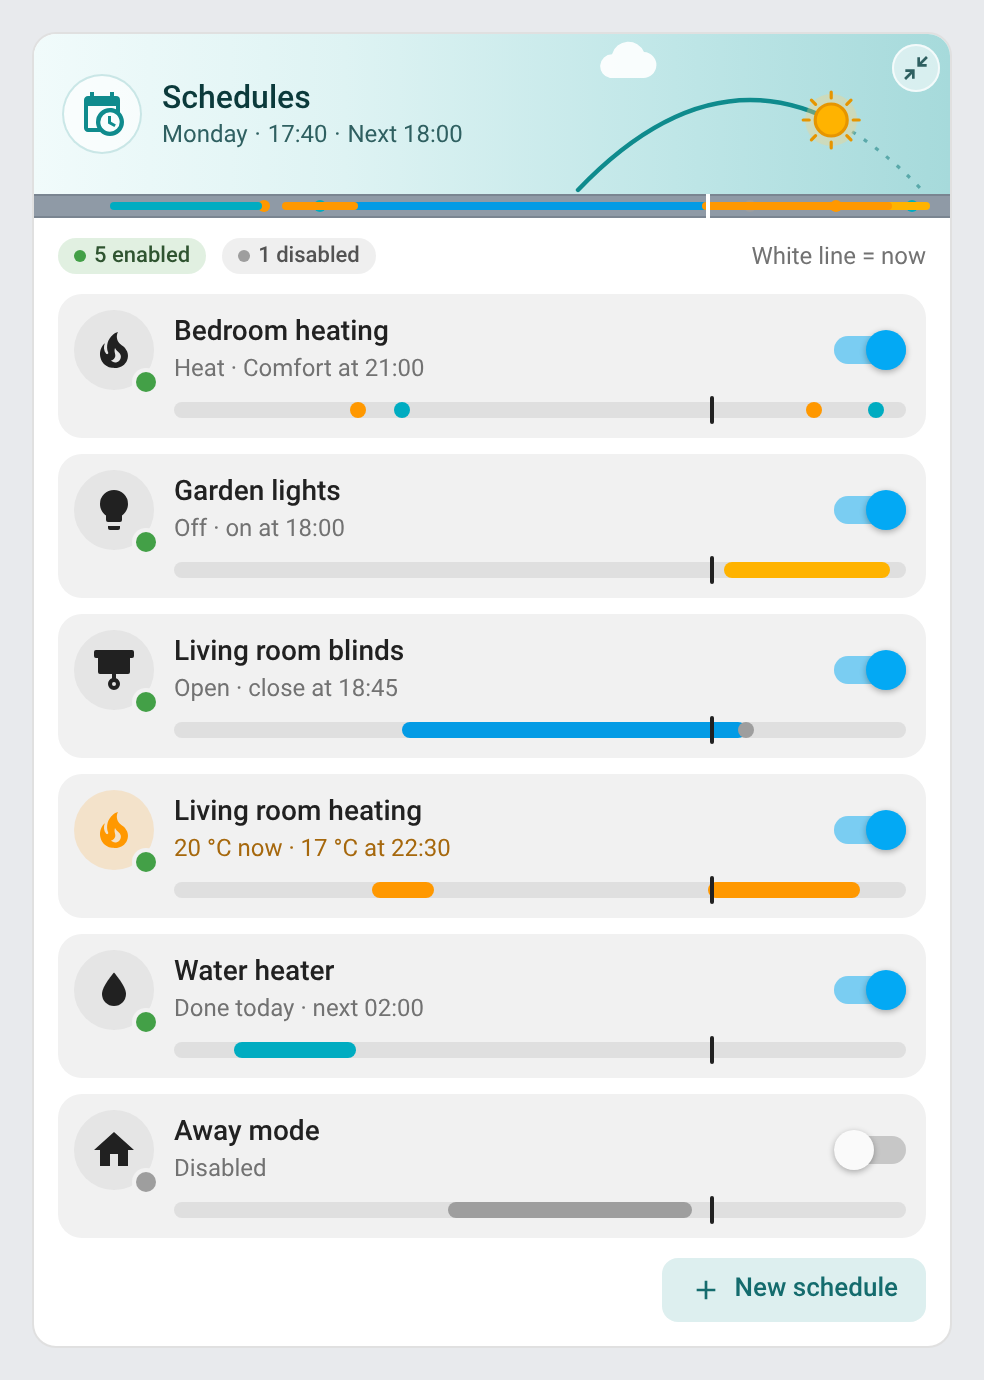 Schedules
Monday · 17:40 · Next 18:00
5 enabled
1 disabled
White line = now
Bedroom heating
Heat · Comfort at 21:00
Garden lights
Off · on at 18:00
Living room blinds
Open · close at 18:45
Living room heating
20 °C now · 17 °C at 22:30
Water heater
Done today · next 02:00
Away mode
Disabled
New schedule